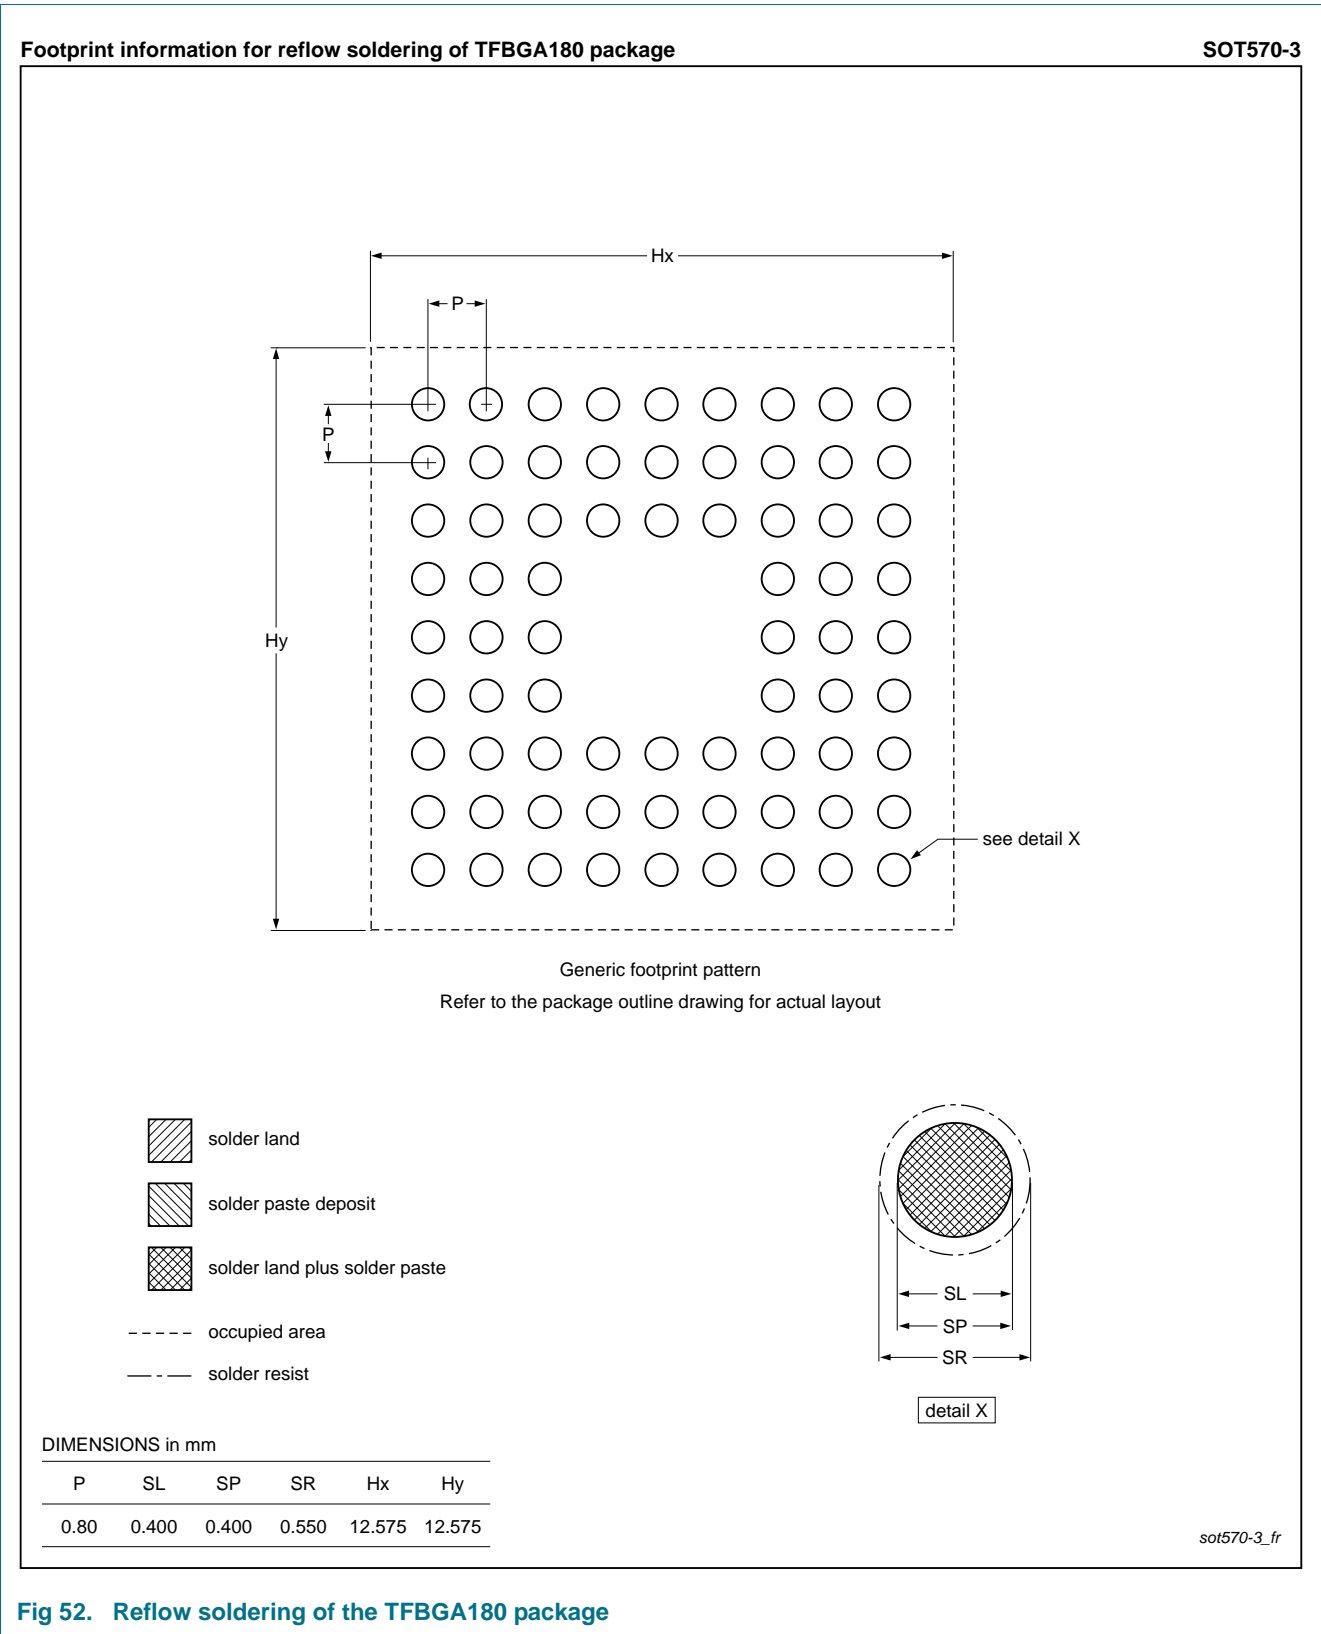 Footprint information for reflow soldering of TFBGA180 package SOT570-3
Hx
P
P
Hy
see detail X
Generic footprint pattern
Refer to the package outline drawing for actual layout
solder land
solder paste deposit
solder land plus solder paste
occupied area
solder resist
SL
SP
SR
detail X
DIMENSIONS in mm
P SL SP SR Hx Hy
0.80 0.400 0.400 0.550 12.575 12.575
sot570-3_fr
Fig 52. Reflow soldering of the TFBGA180 package